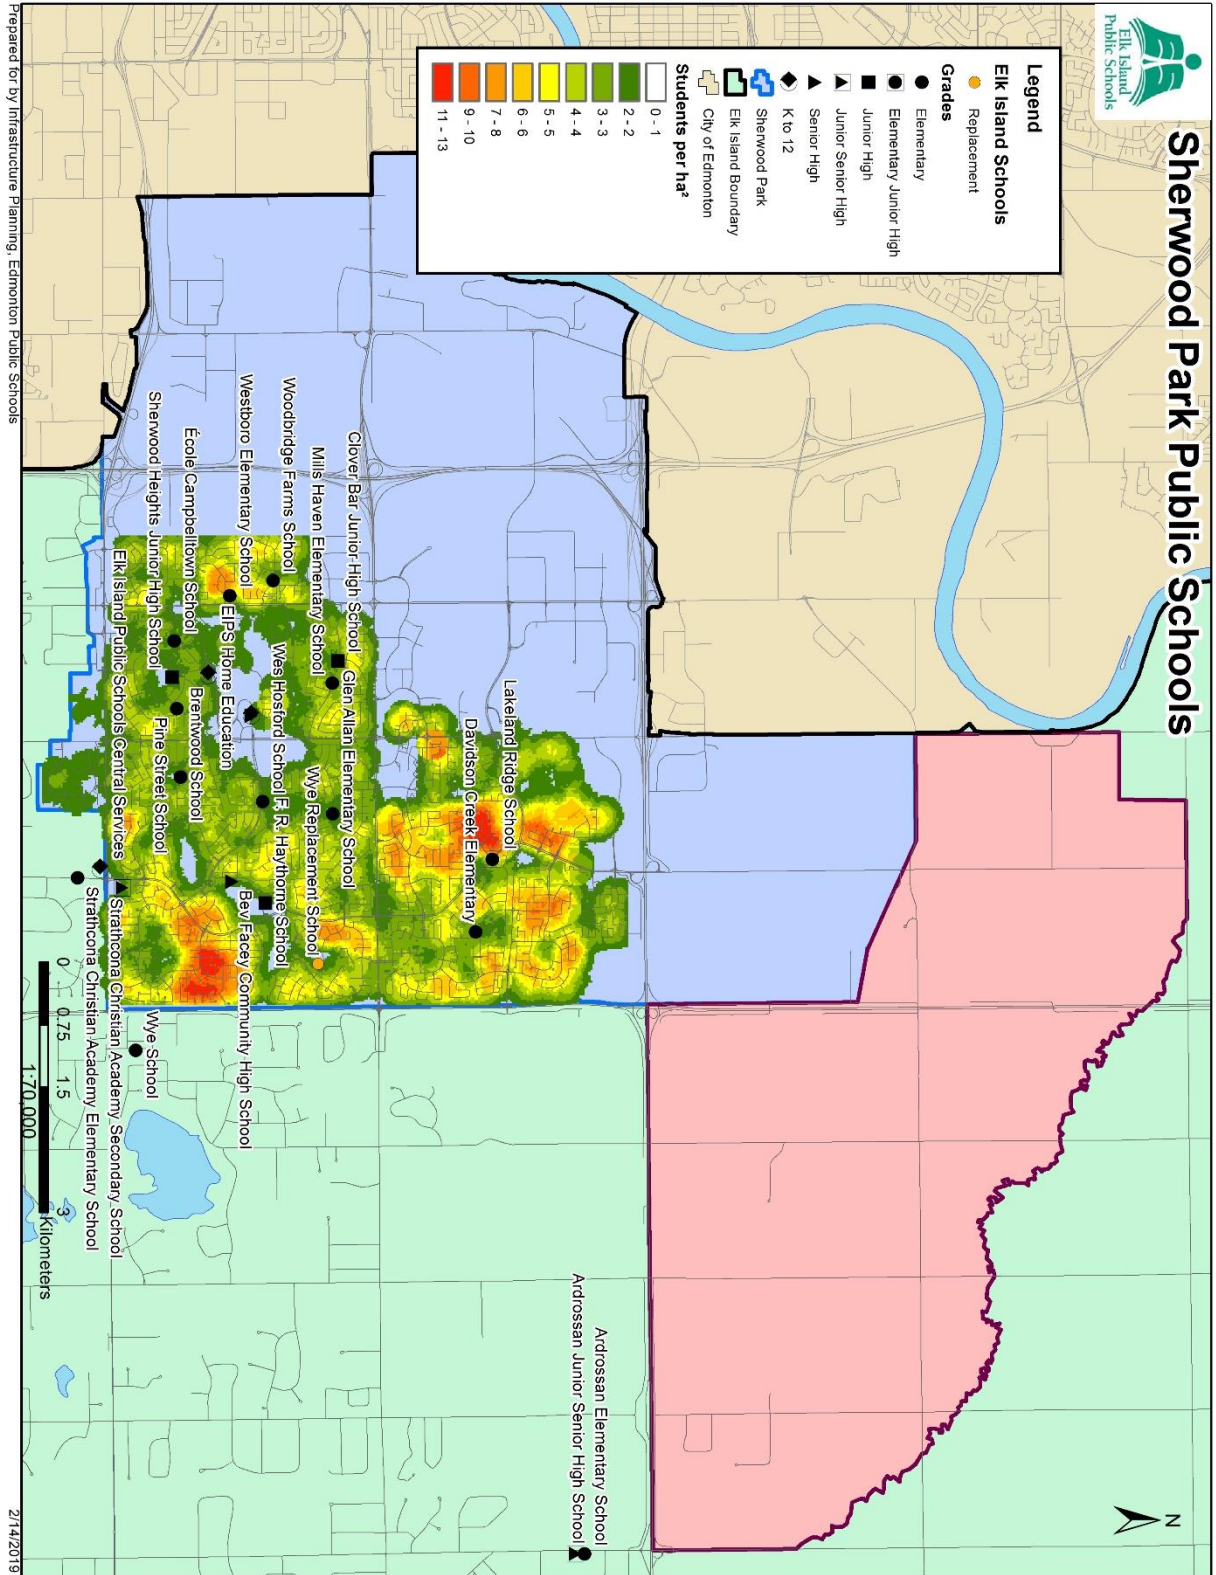 Elk Island
Public Schools
Sherwood Park Public Schools
Legend
Elk Island Schools
Replacement
Grades
Elementary
Elementary Junior High
Junior High
Junior Senior High
Senior High
K to 12
Sherwood Park
Elk Island Boundary
City of Edmonton
Students per ha²
0 - 1
2 - 2
3 - 3
4 - 4
5 - 5
6 - 6
7 - 8
9 - 10
11 - 13
N
Lakeland Ridge School
Davidson Creek Elementary
Clover Bar Junior High School
Glen Allan Elementary School
Mills Haven Elementary School
Wye Replacement School
Woodbridge Farms School
Wes Hosford School
F. R. Haythorne School
Westboro Elementary School
Bev Facey Community High School
EIPS Home Education
École Campbelltown School
Brentwood School
Sherwood Heights Junior High School
Pine Street School
Wye School
Elk Island Public Schools Central Services
Strathcona Christian Academy Secondary School
Strathcona Christian Academy Elementary School
Ardrossan Elementary School
Ardrossan Junior Senior High School
0 0.75 1.5 3
Kilometers
1:70,000
Prepared for by Infrastructure Planning, Edmonton Public Schools
2/14/2019